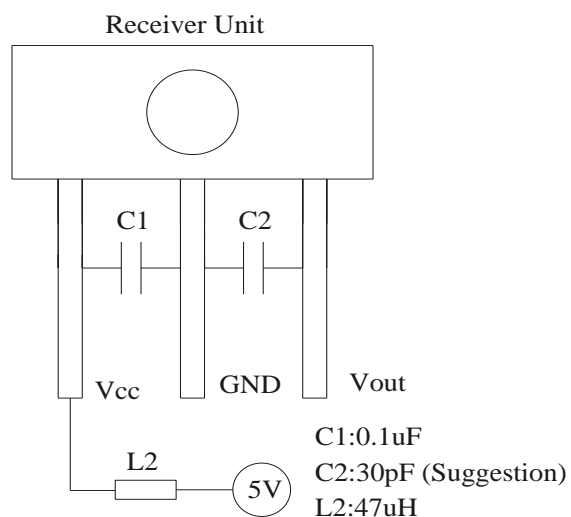 Receiver Unit
C1 C2
Vcc GND Vout
C1:0.1uF
L2 5V C2:30pF (Suggestion)
L2:47uH